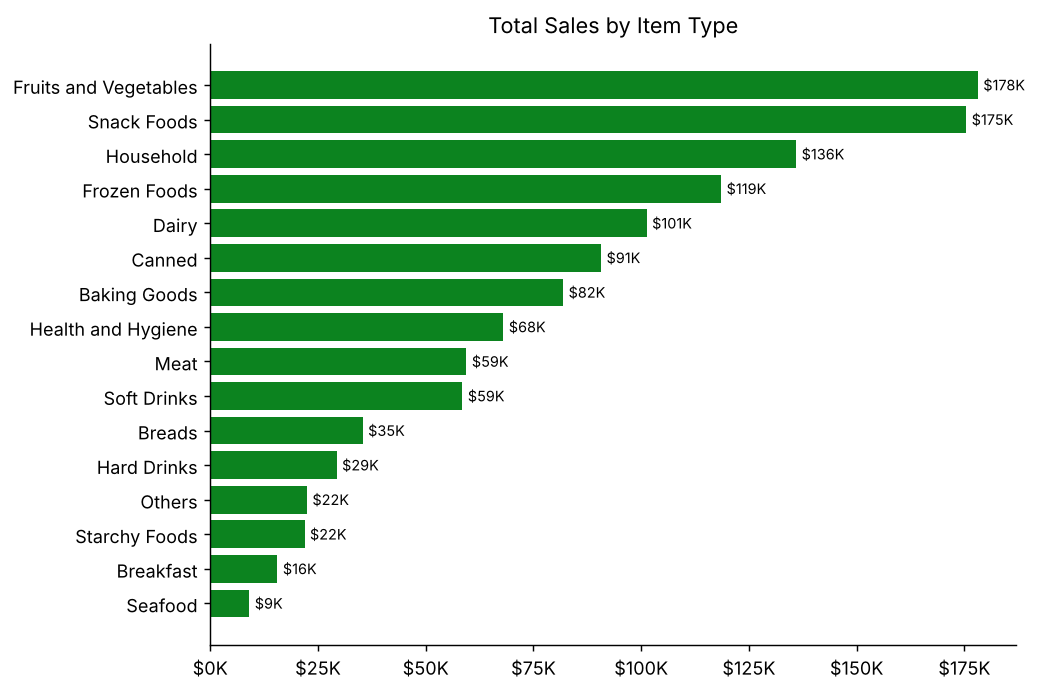 Total Sales by Item Type
Fruits and Vegetables $178K
Snack Foods $175K
Household $136K
Frozen Foods $119K
Dairy $101K
Canned $91K
Baking Goods $82K
Health and Hygiene $68K
Meat $59K
Soft Drinks $59K
Breads $35K
Hard Drinks $29K
Others $22K
Starchy Foods $22K
Breakfast $16K
Seafood $9K
$0K $25K $50K $75K $100K $125K $150K $175K